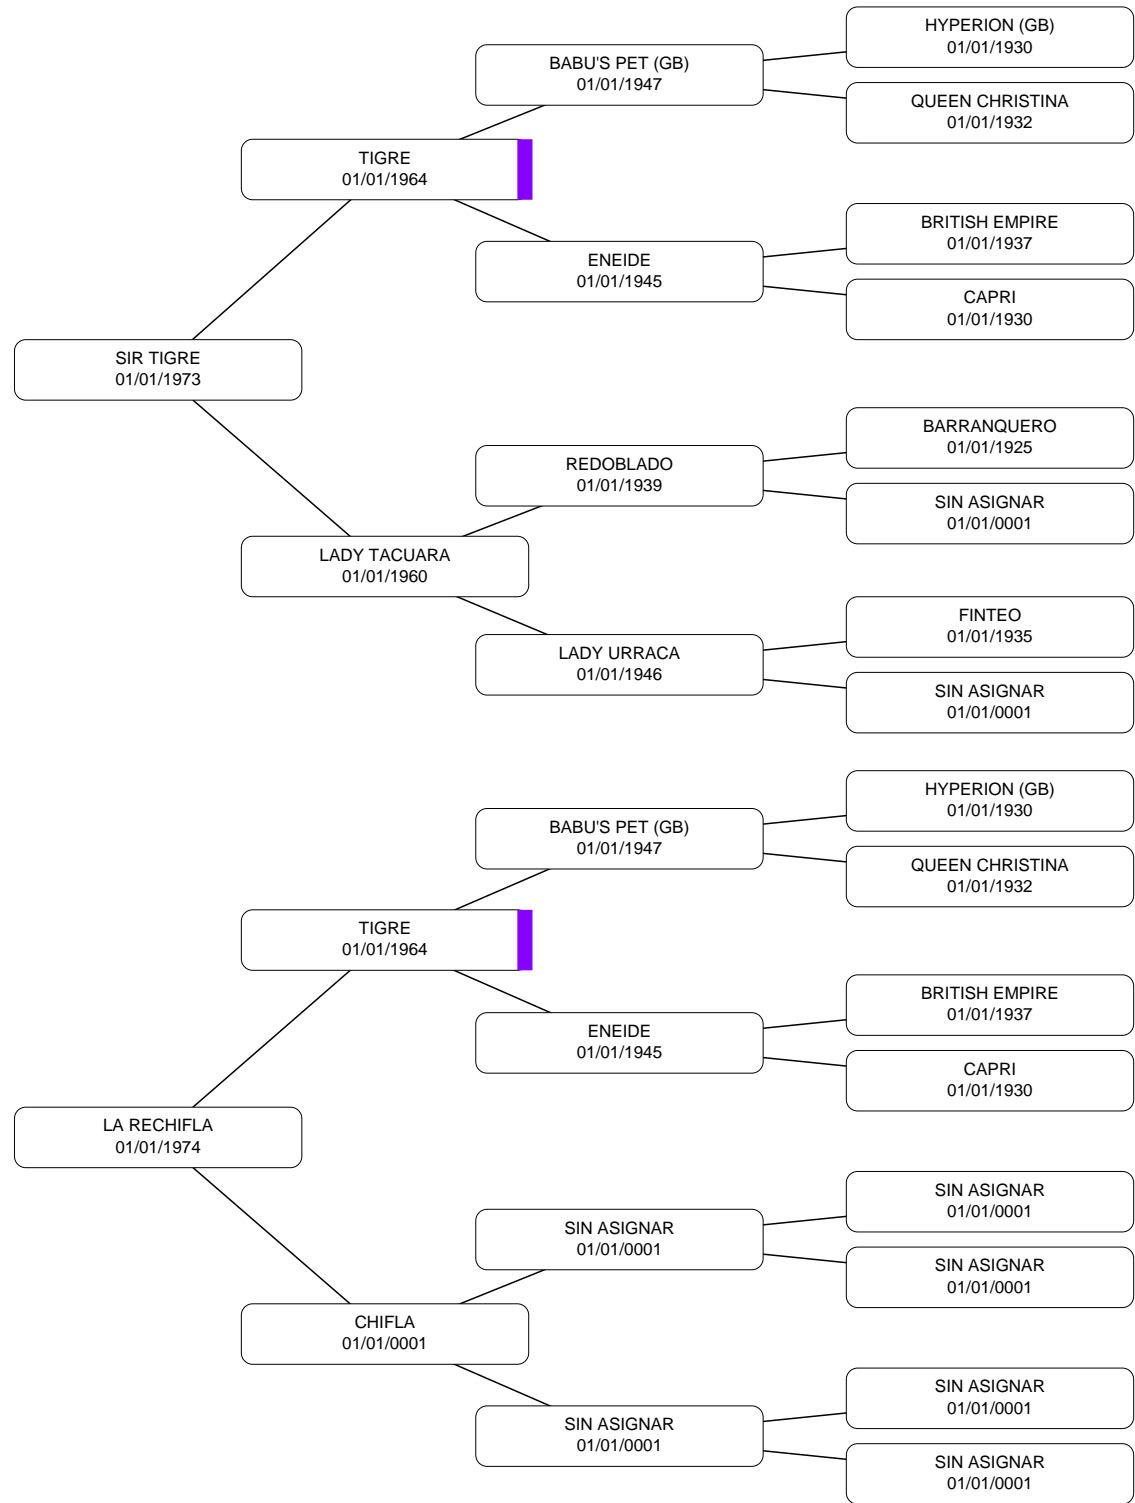 HYPERION (GB)
01/01/1930
BABU'S PET (GB)
01/01/1947
QUEEN CHRISTINA
01/01/1932
TIGRE
01/01/1964
BRITISH EMPIRE
01/01/1937
ENEIDE
01/01/1945
CAPRI
01/01/1930
SIR TIGRE
01/01/1973
BARRANQUERO
01/01/1925
REDOBLADO
01/01/1939
SIN ASIGNAR
01/01/0001
LADY TACUARA
01/01/1960
FINTEO
01/01/1935
LADY URRACA
01/01/1946
SIN ASIGNAR
01/01/0001
HYPERION (GB)
01/01/1930
BABU'S PET (GB)
01/01/1947
QUEEN CHRISTINA
01/01/1932
TIGRE
01/01/1964
BRITISH EMPIRE
01/01/1937
ENEIDE
01/01/1945
CAPRI
01/01/1930
LA RECHIFLA
01/01/1974
SIN ASIGNAR
01/01/0001
SIN ASIGNAR
01/01/0001
SIN ASIGNAR
01/01/0001
CHIFLA
01/01/0001
SIN ASIGNAR
01/01/0001
SIN ASIGNAR
01/01/0001
SIN ASIGNAR
01/01/0001